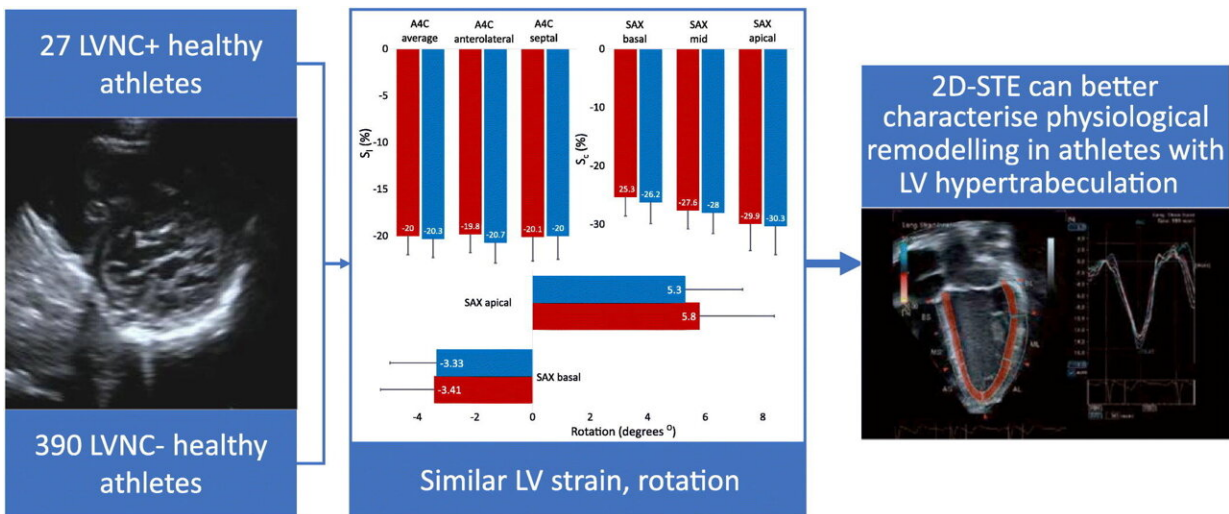 27 LVNC+ healthy
athletes
390 LVNC- healthy
athletes
A4C
average
A4C
anterolateral
A4C
septal
SAX
basal
SAX
mid
SAX
apical
0
-5
-10
-15
-20
Sl (%)
-20
-20.3
-19.8
-20.7
-20.1
-20
0
-10
-20
-30
Sc (%)
25.3
-26.2
-27.6
-28
-29.9
-30.3
SAX apical
5.3
5.8
-3.33
-3.41
SAX basal
-4 -2 0 2 4 6 8
Rotation (degrees °)
Similar LV strain, rotation
2D-STE can better
characterise physiological
remodelling in athletes with
LV hypertrabeculation
ML
AL